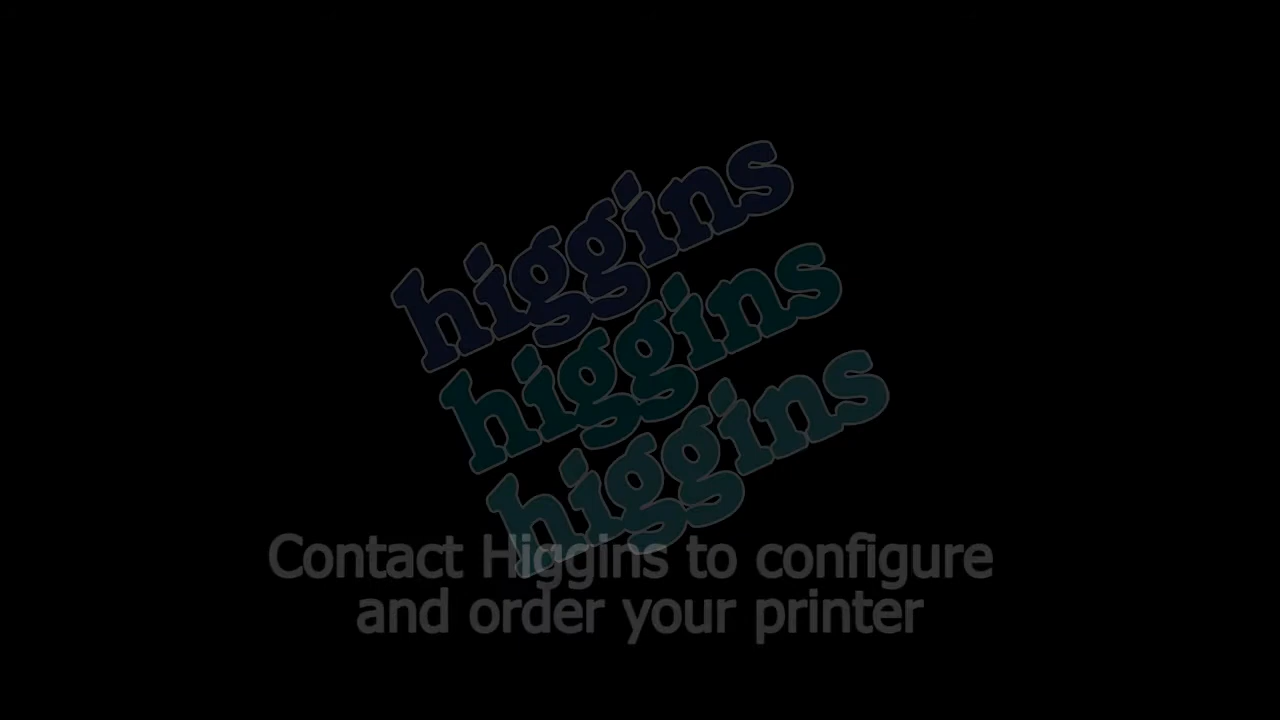 higgins
higgins
higgins
Contact Higgins to configure
and order your printer